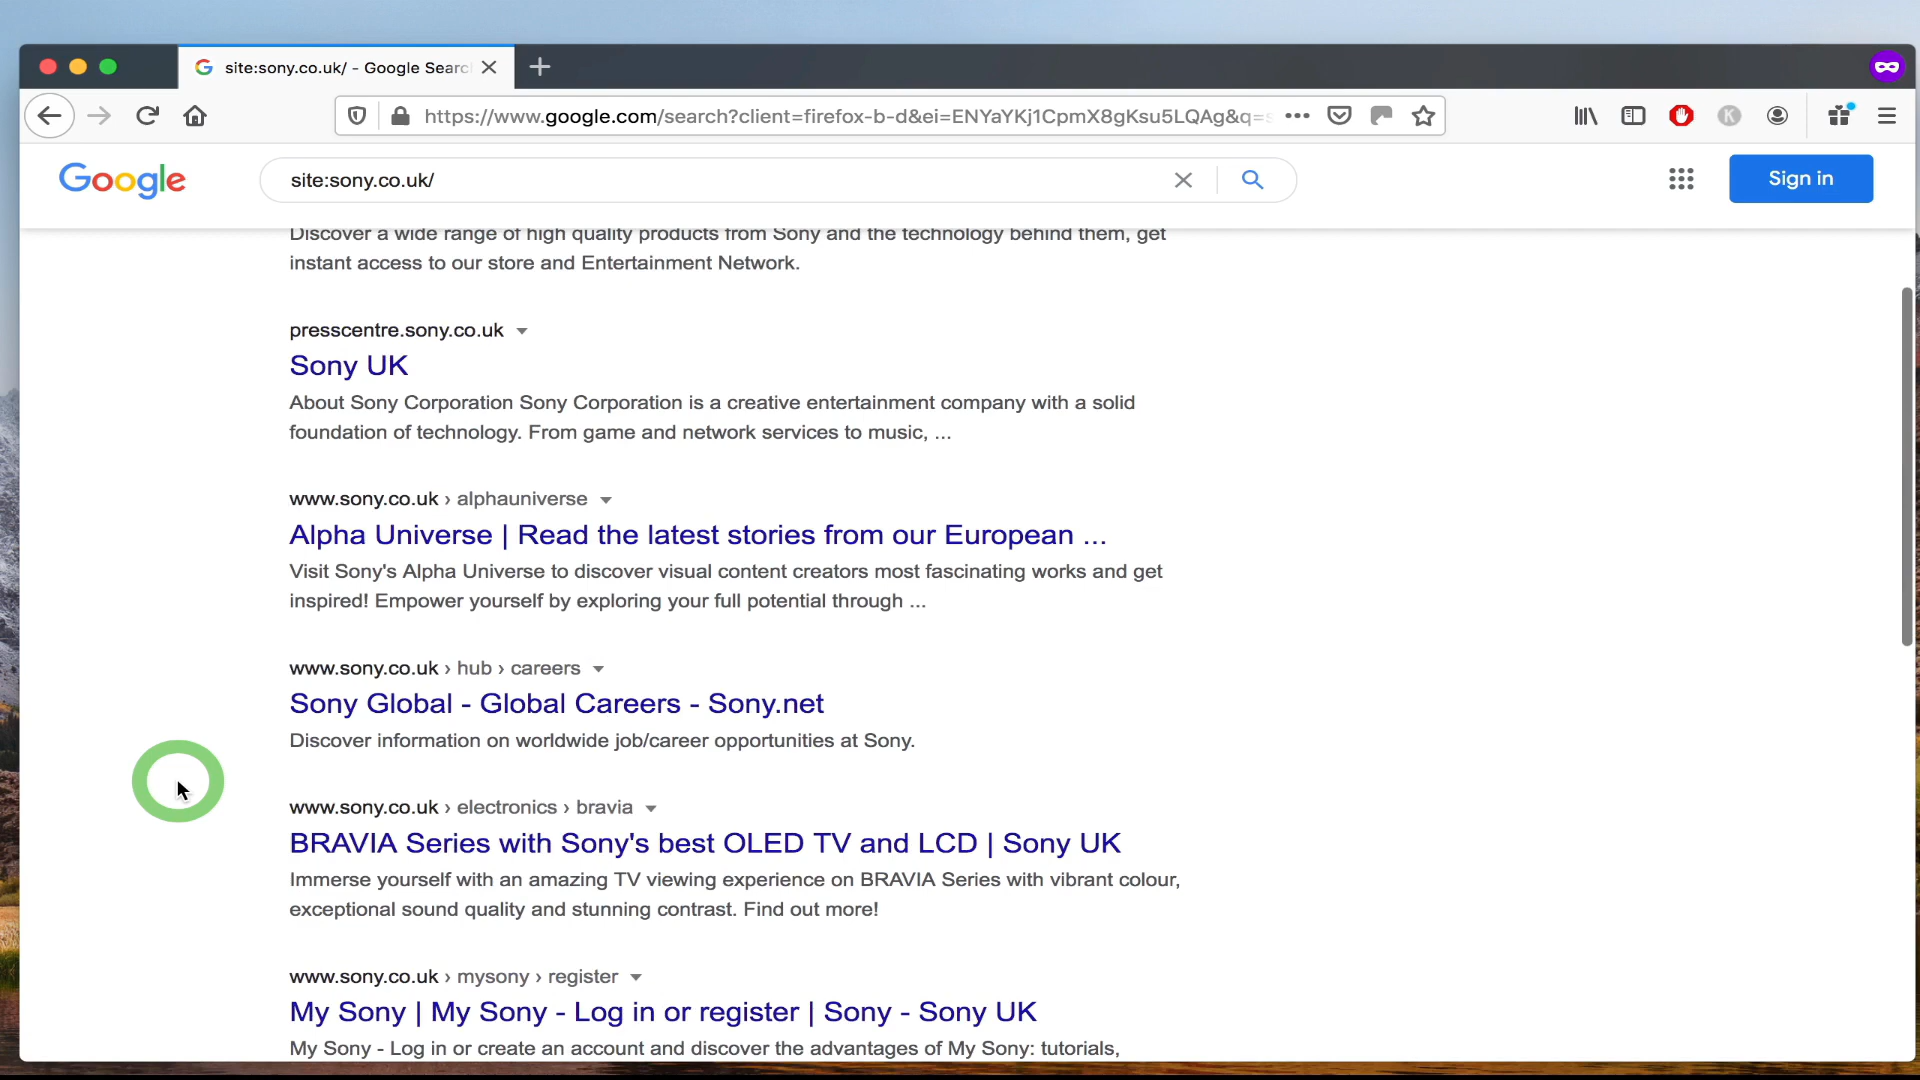 site:sony.co.uk/ - Google Searc
https://www.google.com/search?client=firefox-b-d&ei=ENYaYKj1CpmX8gKsu5LQAg&q=s
K
Google
site:sony.co.uk/
Sign in
Discover a wide range of high quality products from Sony and the technology behind them, get
instant access to our store and Entertainment Network.
presscentre.sony.co.uk
Sony UK
About Sony Corporation Sony Corporation is a creative entertainment company with a solid
foundation of technology. From game and network services to music, ...
www.sony.co.uk › alphauniverse
Alpha Universe | Read the latest stories from our European ...
Visit Sony's Alpha Universe to discover visual content creators most fascinating works and get
inspired! Empower yourself by exploring your full potential through ...
www.sony.co.uk › hub › careers
Sony Global - Global Careers - Sony.net
Discover information on worldwide job/career opportunities at Sony.
www.sony.co.uk › electronics › bravia
BRAVIA Series with Sony's best OLED TV and LCD | Sony UK
Immerse yourself with an amazing TV viewing experience on BRAVIA Series with vibrant colour,
exceptional sound quality and stunning contrast. Find out more!
www.sony.co.uk › mysony › register
My Sony | My Sony - Log in or register | Sony - Sony UK
My Sony - Log in or create an account and discover the advantages of My Sony: tutorials,